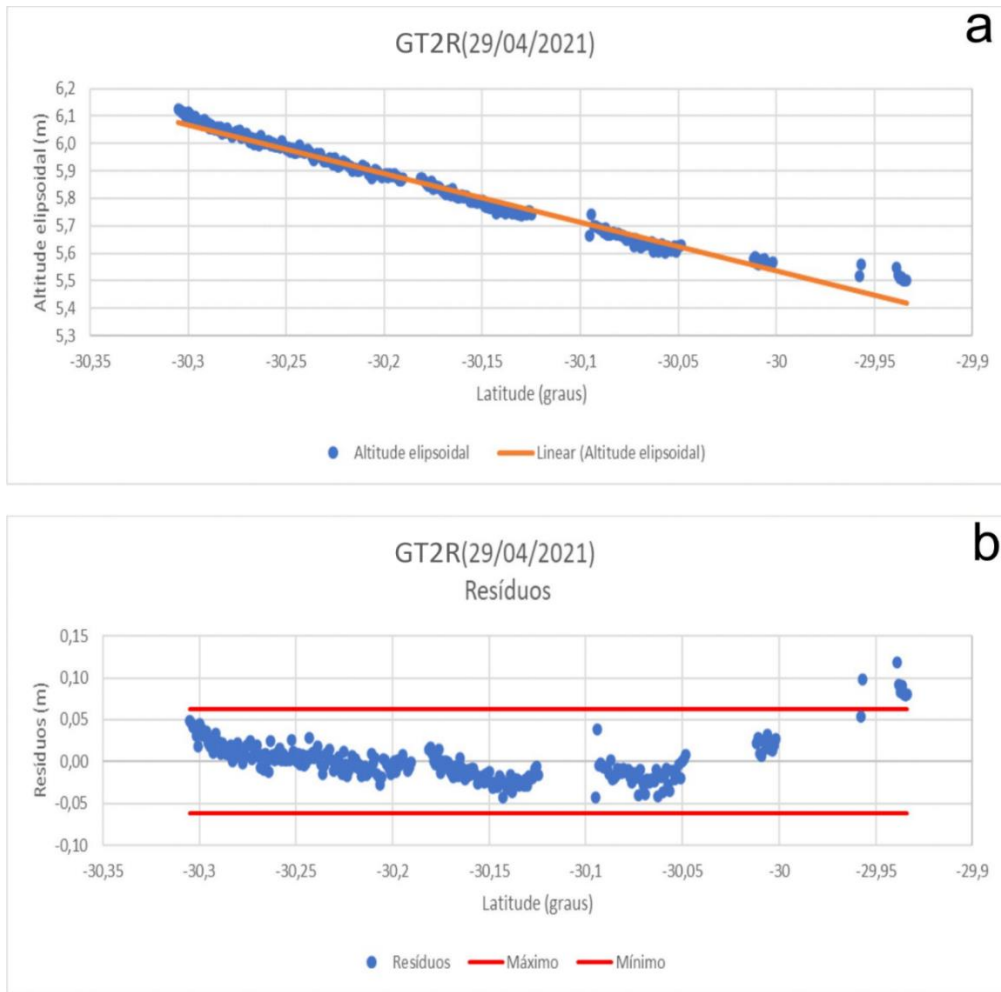 a
GT2R(29/04/2021)
Altitude elipsoidal (m)
6,2
6,1
6,0
5,9
5,8
5,7
5,6
5,5
5,4
5,3
-30,35 -30,3 -30,25 -30,2 -30,15 -30,1 -30,05 -30 -29,95 -29,9
Latitude (graus)
Altitude elipsoidal Linear (Altitude elipsoidal)
b
GT2R(29/04/2021)
Resíduos
Resíduos (m)
0,15
0,10
0,05
0,00
-0,05
-0,10
-30,35 -30,3 -30,25 -30,2 -30,15 -30,1 -30,05 -30 -29,95 -29,9
Latitude (graus)
Resíduos Máximo Mínimo